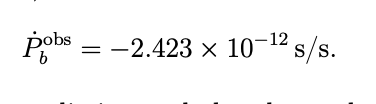 Ṗ_b^obs = −2.423 × 10^−12 s/s.